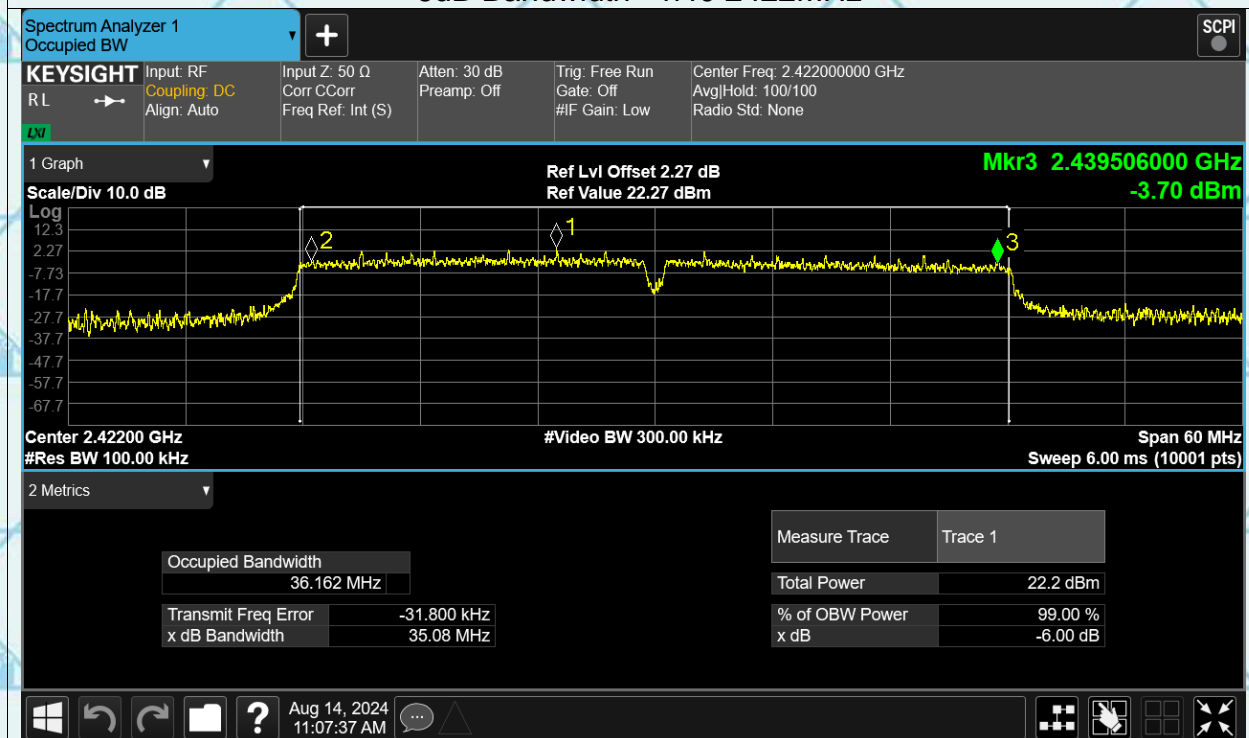 Spectrum Analyzer 1
Occupied BW
SCPI
KEYSIGHT
R L
LXI
Input: RF
Coupling: DC
Align: Auto
Input Z: 50 Ω
Corr CCorr
Freq Ref: Int (S)
Atten: 30 dB
Preamp: Off
Trig: Free Run
Gate: Off
#IF Gain: Low
Center Freq: 2.422000000 GHz
Avg|Hold: 100/100
Radio Std: None
1 Graph
Scale/Div 10.0 dB
Ref Lvl Offset 2.27 dB
Ref Value 22.27 dBm
Mkr3 2.439506000 GHz
-3.70 dBm
Log
12.3
2.27
-7.73
-17.7
-27.7
-37.7
-47.7
-57.7
-67.7
2
1
3
Center 2.42200 GHz
#Res BW 100.00 kHz
#Video BW 300.00 kHz
Span 60 MHz
Sweep 6.00 ms (10001 pts)
2 Metrics
Occupied Bandwidth
36.162 MHz
Transmit Freq Error -31.800 kHz
x dB Bandwidth 35.08 MHz
Measure Trace Trace 1
Total Power 22.2 dBm
% of OBW Power 99.00 %
x dB -6.00 dB
?
Aug 14, 2024
11:07:37 AM